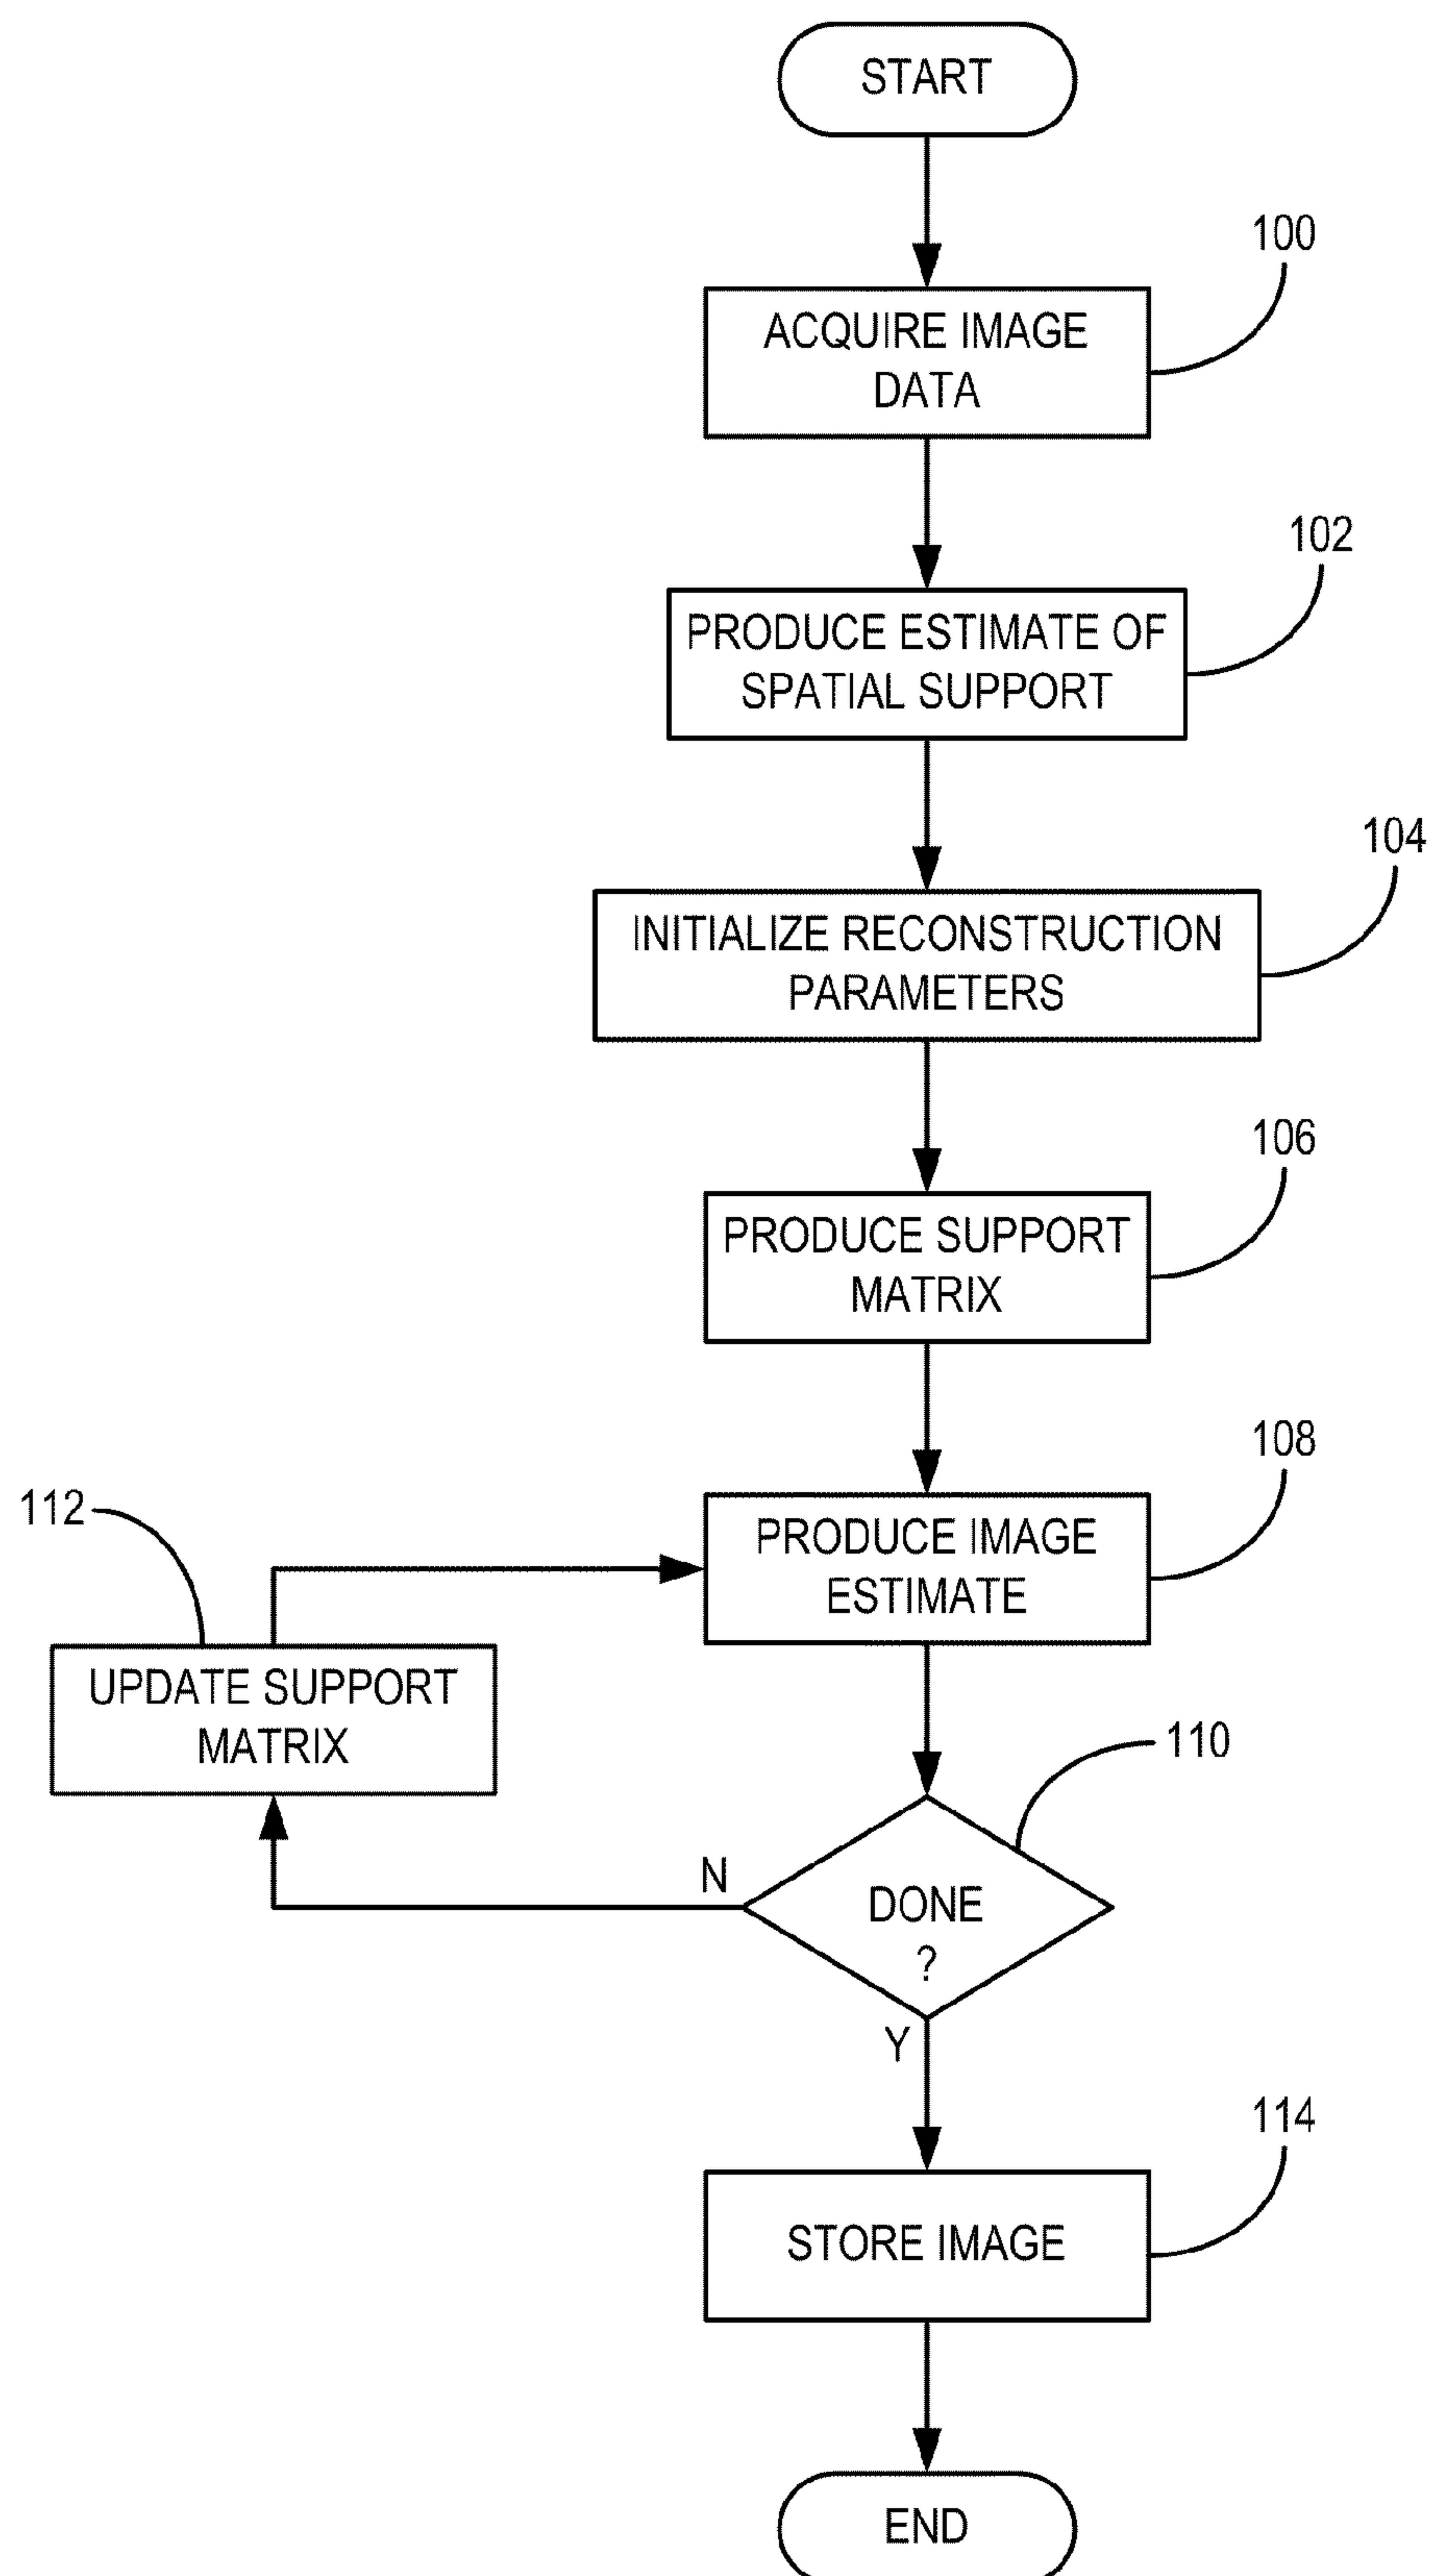 START
100
ACQUIRE IMAGE
DATA
102
PRODUCE ESTIMATE OF
SPATIAL SUPPORT
104
INITIALIZE RECONSTRUCTION
PARAMETERS
106
PRODUCE SUPPORT
MATRIX
108
PRODUCE IMAGE
ESTIMATE
112
UPDATE SUPPORT
MATRIX
110
N
DONE
?
Y
114
STORE IMAGE
END